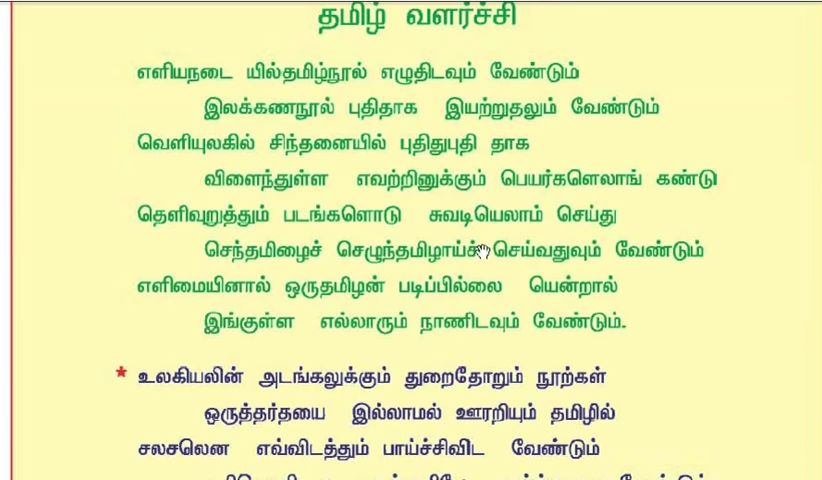 தமிழ் வளர்ச்சி
எளியநடை யில்தமிழ்நூல் எழுதிடவும் வேண்டும்
இலக்கணநூல் புதிதாக இயற்றுதலும் வேண்டும்
வெளியுலகில் சிந்தனையில் புதிதுபுதி தாக
விளைந்துள்ள எவற்றினுக்கும் பெயர்களெலாங் கண்டு
தெளிவுறுத்தும் படங்களொடு சுவடியெலாம் செய்து
செந்தமிழைச் செழுந்தமிழாய்ச் செய்வதுவும் வேண்டும்
எளிமையினால் ஒருதமிழன் படிப்பில்லை யென்றால்
இங்குள்ள எல்லாரும் நாணிடவும் வேண்டும்.
* உலகியலின் அடங்கலுக்கும் துறைதோறும் நூற்கள்
ஒருத்தர்தயை இல்லாமல் ஊரறியும் தமிழில்
சலசலென எவ்விடத்தும் பாய்ச்சிவிட வேண்டும்